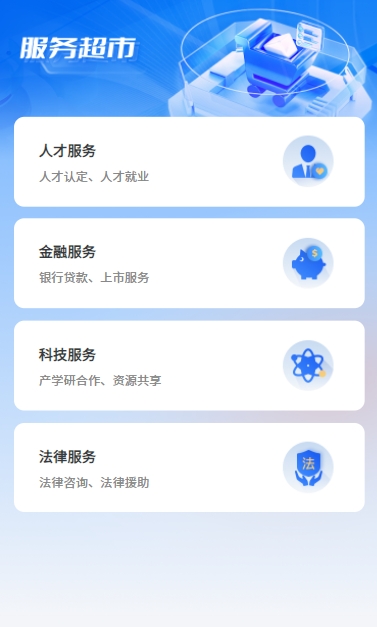 服务超市
人才服务
人才认定、人才就业
金融服务
银行贷款、上市服务
$
科技服务
产学研合作、资源共享
法律服务
法律咨询、法律援助
法